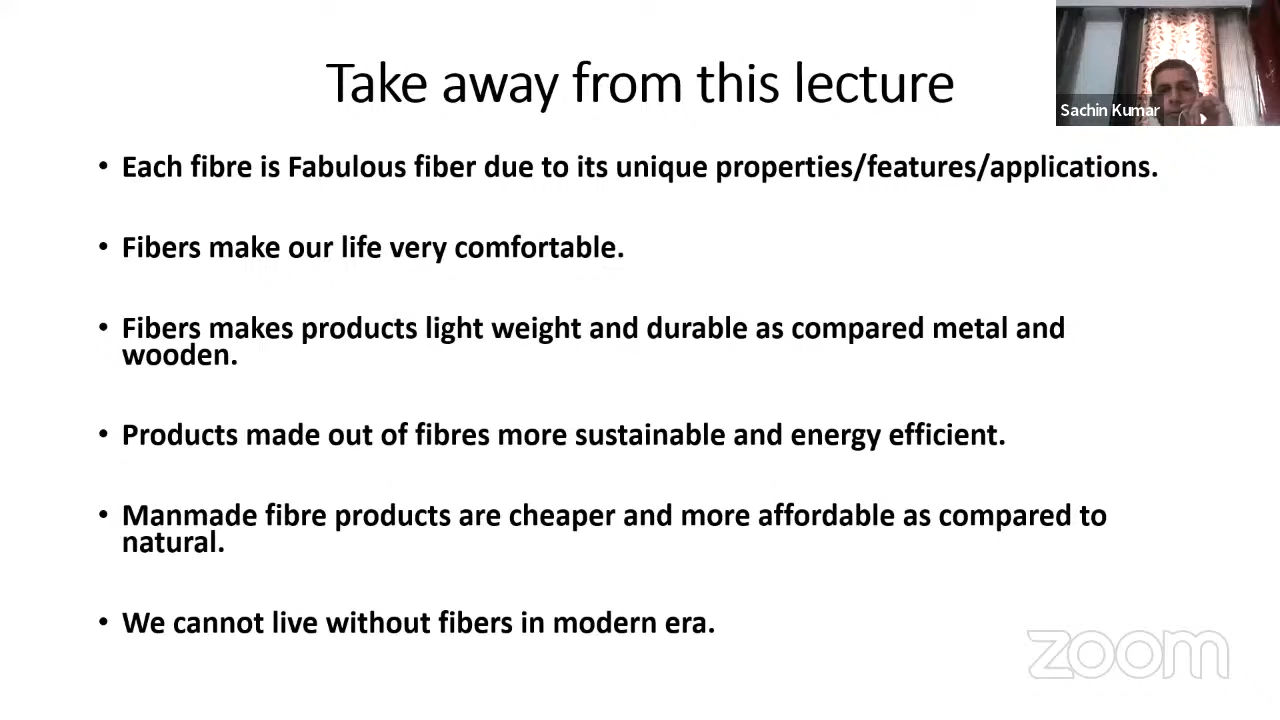 Take away from this lecture
Sachin Kumar
• Each fibre is Fabulous fiber due to its unique properties/features/applications.
• Fibers make our life very comfortable.
• Fibers makes products light weight and durable as compared metal and
wooden.
• Products made out of fibres more sustainable and energy efficient.
• Manmade fibre products are cheaper and more affordable as compared to
natural.
• We cannot live without fibers in modern era.
zoom